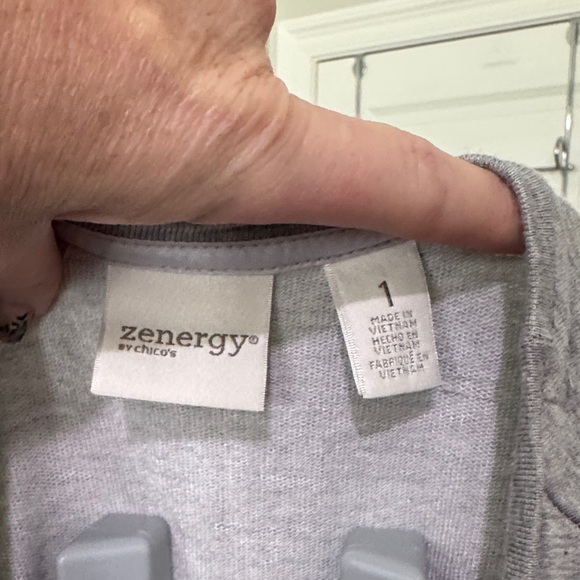 zenergy®
BY chico's
1
MADE IN
VIETNAM
HECHO EN
VIETNAM
FABRIQUÉ EN
VIETNAM